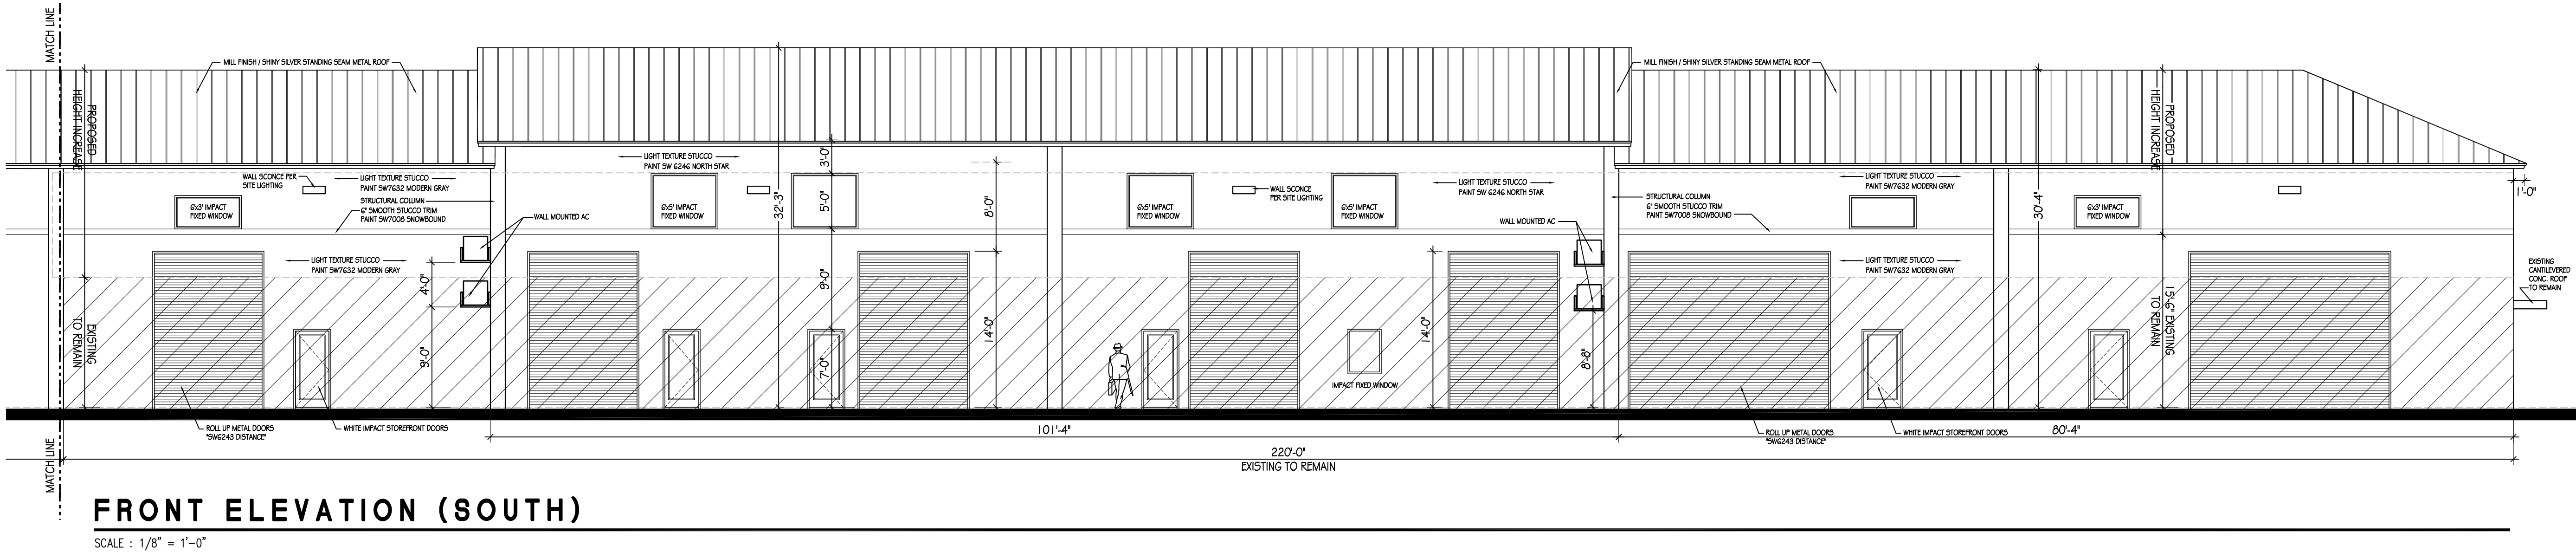 MATCH LINE
MILL FINISH / SHINY SILVER STANDING SEAM METAL ROOF
MILL FINISH / SHINY SILVER STANDING SEAM METAL ROOF
PROPOSED
HEIGHT INCREASE
PROPOSED
HEIGHT INCREASE
WALL SCONCE PER
SITE LIGHTING
LIGHT TEXTURE STUCCO
PAINT SW7632 MODERN GRAY
STRUCTURAL COLUMN
6" SMOOTH STUCCO TRIM
PAINT SW7008 SNOWBOUND
6x3' IMPACT
FIXED WINDOW
WALL MOUNTED AC
LIGHT TEXTURE STUCCO
PAINT SW7632 MODERN GRAY
4'-0"
9'-0"
EXISTING
TO REMAIN
LIGHT TEXTURE STUCCO
PAINT SW 6246 NORTH STAR
6x5' IMPACT
FIXED WINDOW
32'-3"
3'-0"
5'-0"
9'-0"
7'-0"
8'-0"
14'-0"
6x5' IMPACT
FIXED WINDOW
WALL SCONCE
PER SITE LIGHTING
6x5' IMPACT
FIXED WINDOW
LIGHT TEXTURE STUCCO
PAINT SW 6246 NORTH STAR
WALL MOUNTED AC
IMPACT FIXED WINDOW
14'-0"
8'-8"
STRUCTURAL COLUMN
6" SMOOTH STUCCO TRIM
PAINT SW7008 SNOWBOUND
LIGHT TEXTURE STUCCO
PAINT SW7632 MODERN GRAY
LIGHT TEXTURE STUCCO
PAINT SW7632 MODERN GRAY
30'-4"
6x3' IMPACT
FIXED WINDOW
15'-6" EXISTING
TO REMAIN
1'-0"
EXISTING
CANTILEVERED
CONC. ROOF
TO REMAIN
ROLL UP METAL DOORS
"SW6243 DISTANCE"
WHITE IMPACT STOREFRONT DOORS
101'-4"
ROLL UP METAL DOORS
"SW6243 DISTANCE"
WHITE IMPACT STOREFRONT DOORS
80'-4"
220'-0"
EXISTING TO REMAIN
MATCH LINE
FRONT ELEVATION (SOUTH)
SCALE : 1/8" = 1'-0"